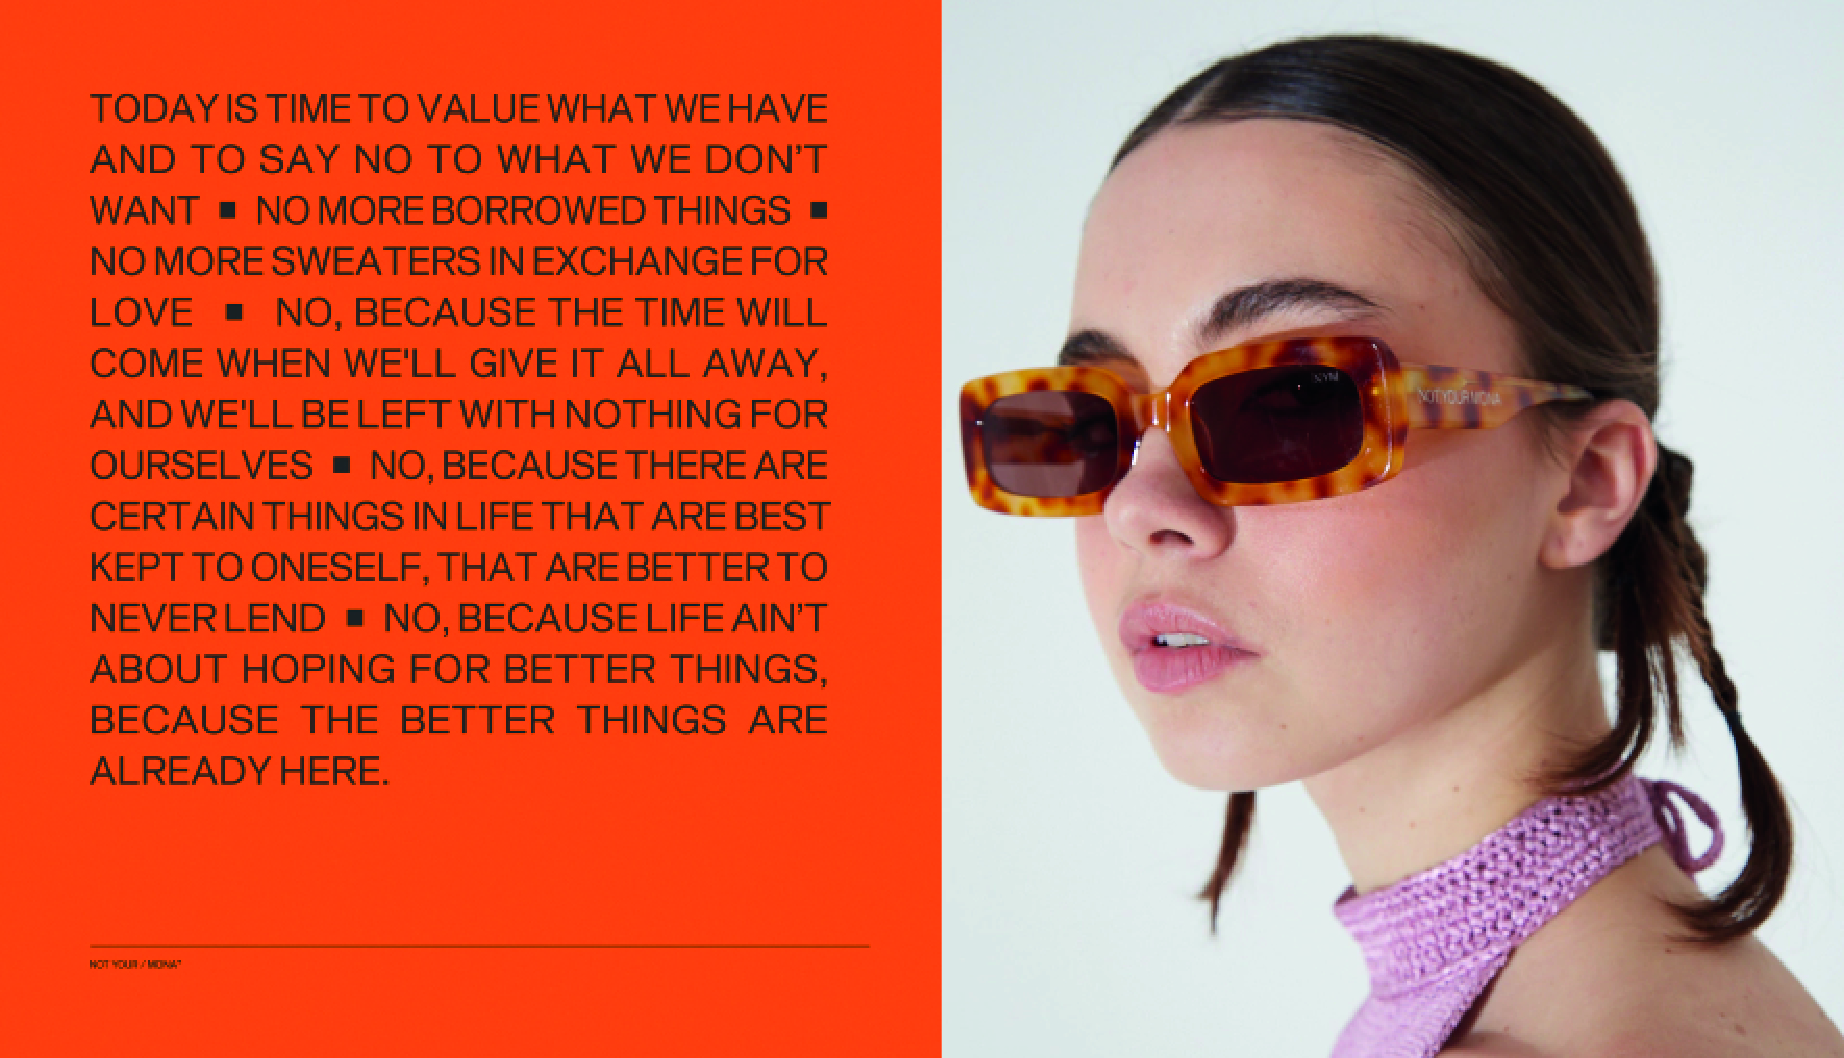 TODAY IS TIME TO VALUE WHAT WE HAVE
AND TO SAY NO TO WHAT WE DON’T
WANT ■ NO MORE BORROWED THINGS ■
NO MORE SWEATERS IN EXCHANGE FOR
LOVE ■ NO, BECAUSE THE TIME WILL
COME WHEN WE'LL GIVE IT ALL AWAY,
AND WE'LL BE LEFT WITH NOTHING FOR
OURSELVES ■ NO, BECAUSE THERE ARE
CERTAIN THINGS IN LIFE THAT ARE BEST
KEPT TO ONESELF, THAT ARE BETTER TO
NEVER LEND ■ NO, BECAUSE LIFE AIN’T
ABOUT HOPING FOR BETTER THINGS,
BECAUSE THE BETTER THINGS ARE
ALREADY HERE.
NOT YOUR / MONA"
NYM
NOTYOURMONA